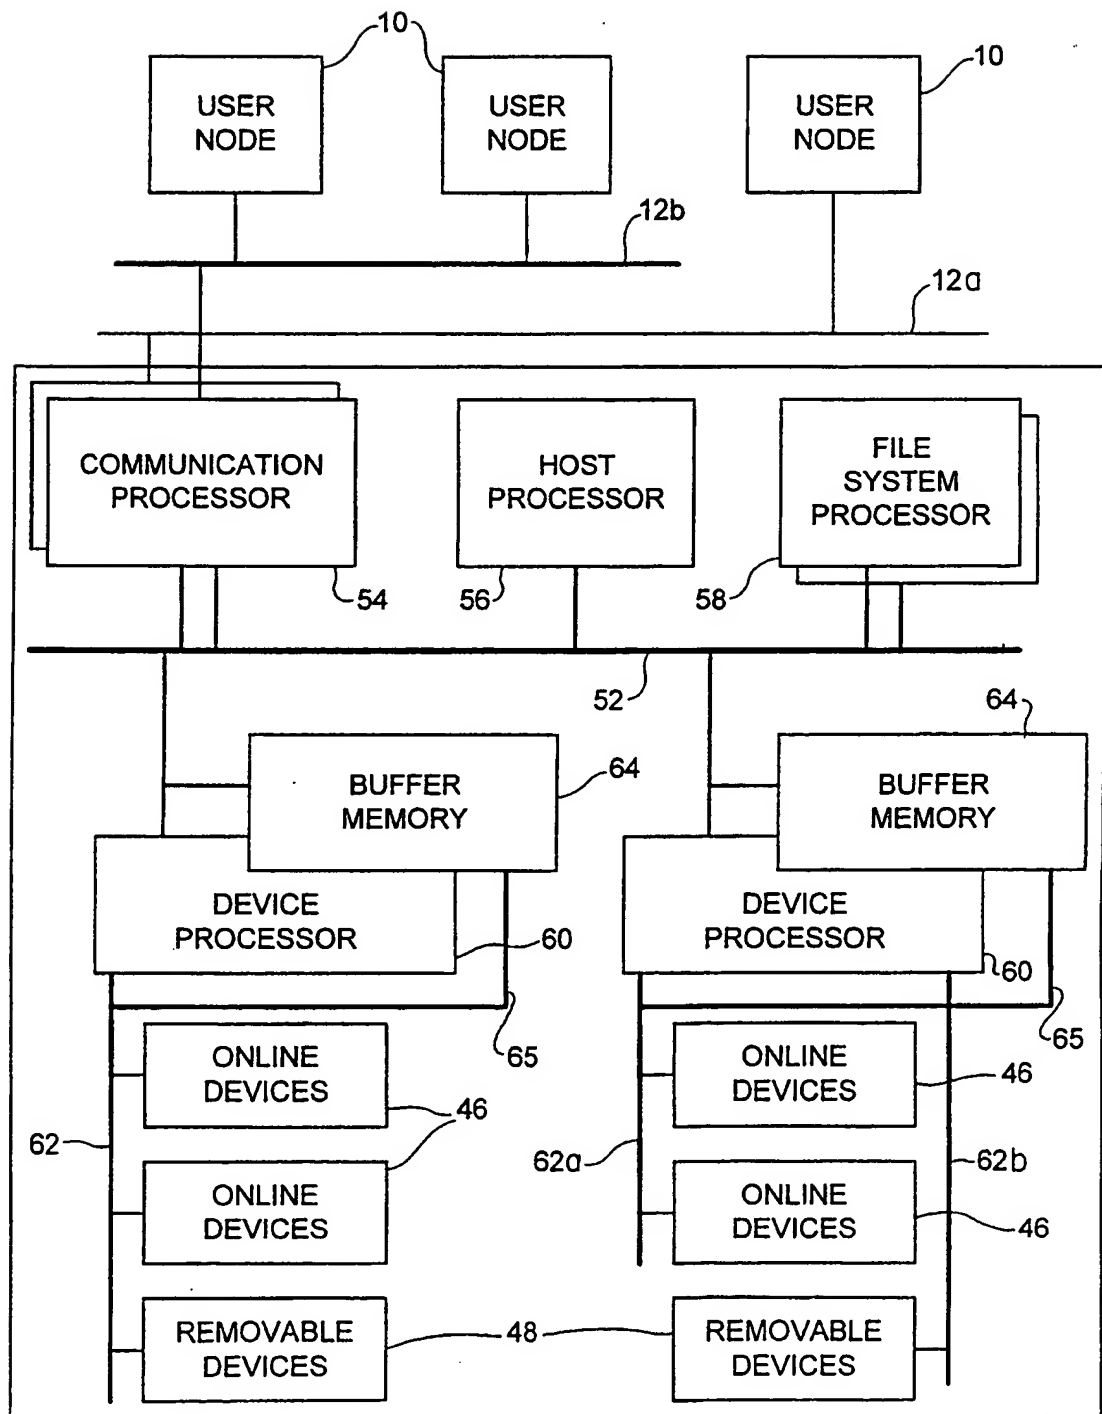 10
10
USER
NODE
USER
NODE
USER
NODE
12b
12a
COMMUNICATION
PROCESSOR
HOST
PROCESSOR
FILE
SYSTEM
PROCESSOR
54
56
58
52
64
BUFFER
MEMORY
64
BUFFER
MEMORY
DEVICE
PROCESSOR
60
DEVICE
PROCESSOR
60
65
65
ONLINE
DEVICES
46
ONLINE
DEVICES
46
62
62a
62b
ONLINE
DEVICES
ONLINE
DEVICES
46
REMOVABLE
DEVICES
48
REMOVABLE
DEVICES